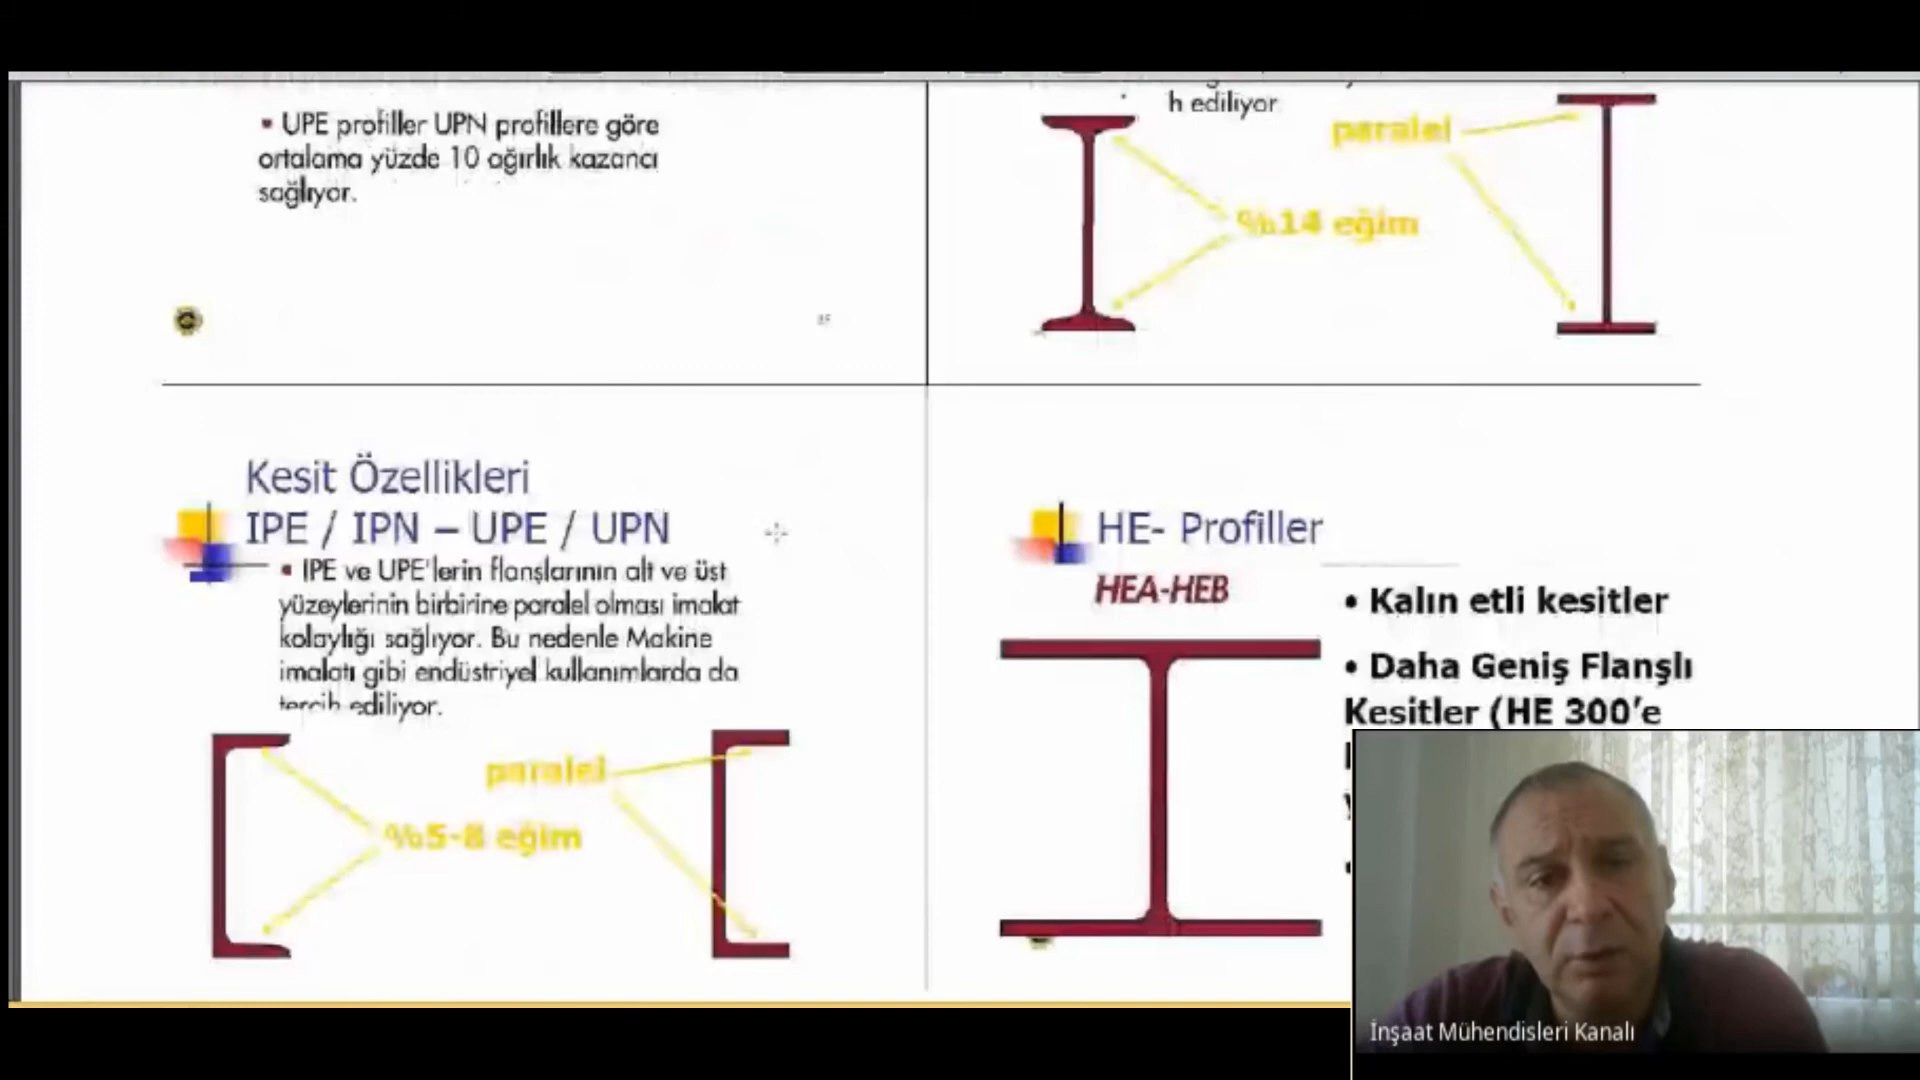 • UPE profiller UPN profillere göre
ortalama yüzde 10 ağırlık kazancı
sağlıyor.
h ediliyor
paralel
%14 eğim
Kesit Özellikleri
IPE / IPN – UPE / UPN
• IPE ve UPE'lerin flanşlarının alt ve üst
yüzeylerinin birbirine paralel olması imalat
kolaylığı sağlıyor. Bu nedenle Makine
imalatı gibi endüstriyel kullanımlarda da
tercih ediliyor.
paralel
%5-8 eğim
HE- Profiller
HEA-HEB
• Kalın etli kesitler
• Daha Geniş Flanşlı
Kesitler (HE 300'e
İnşaat Mühendisleri Kanalı